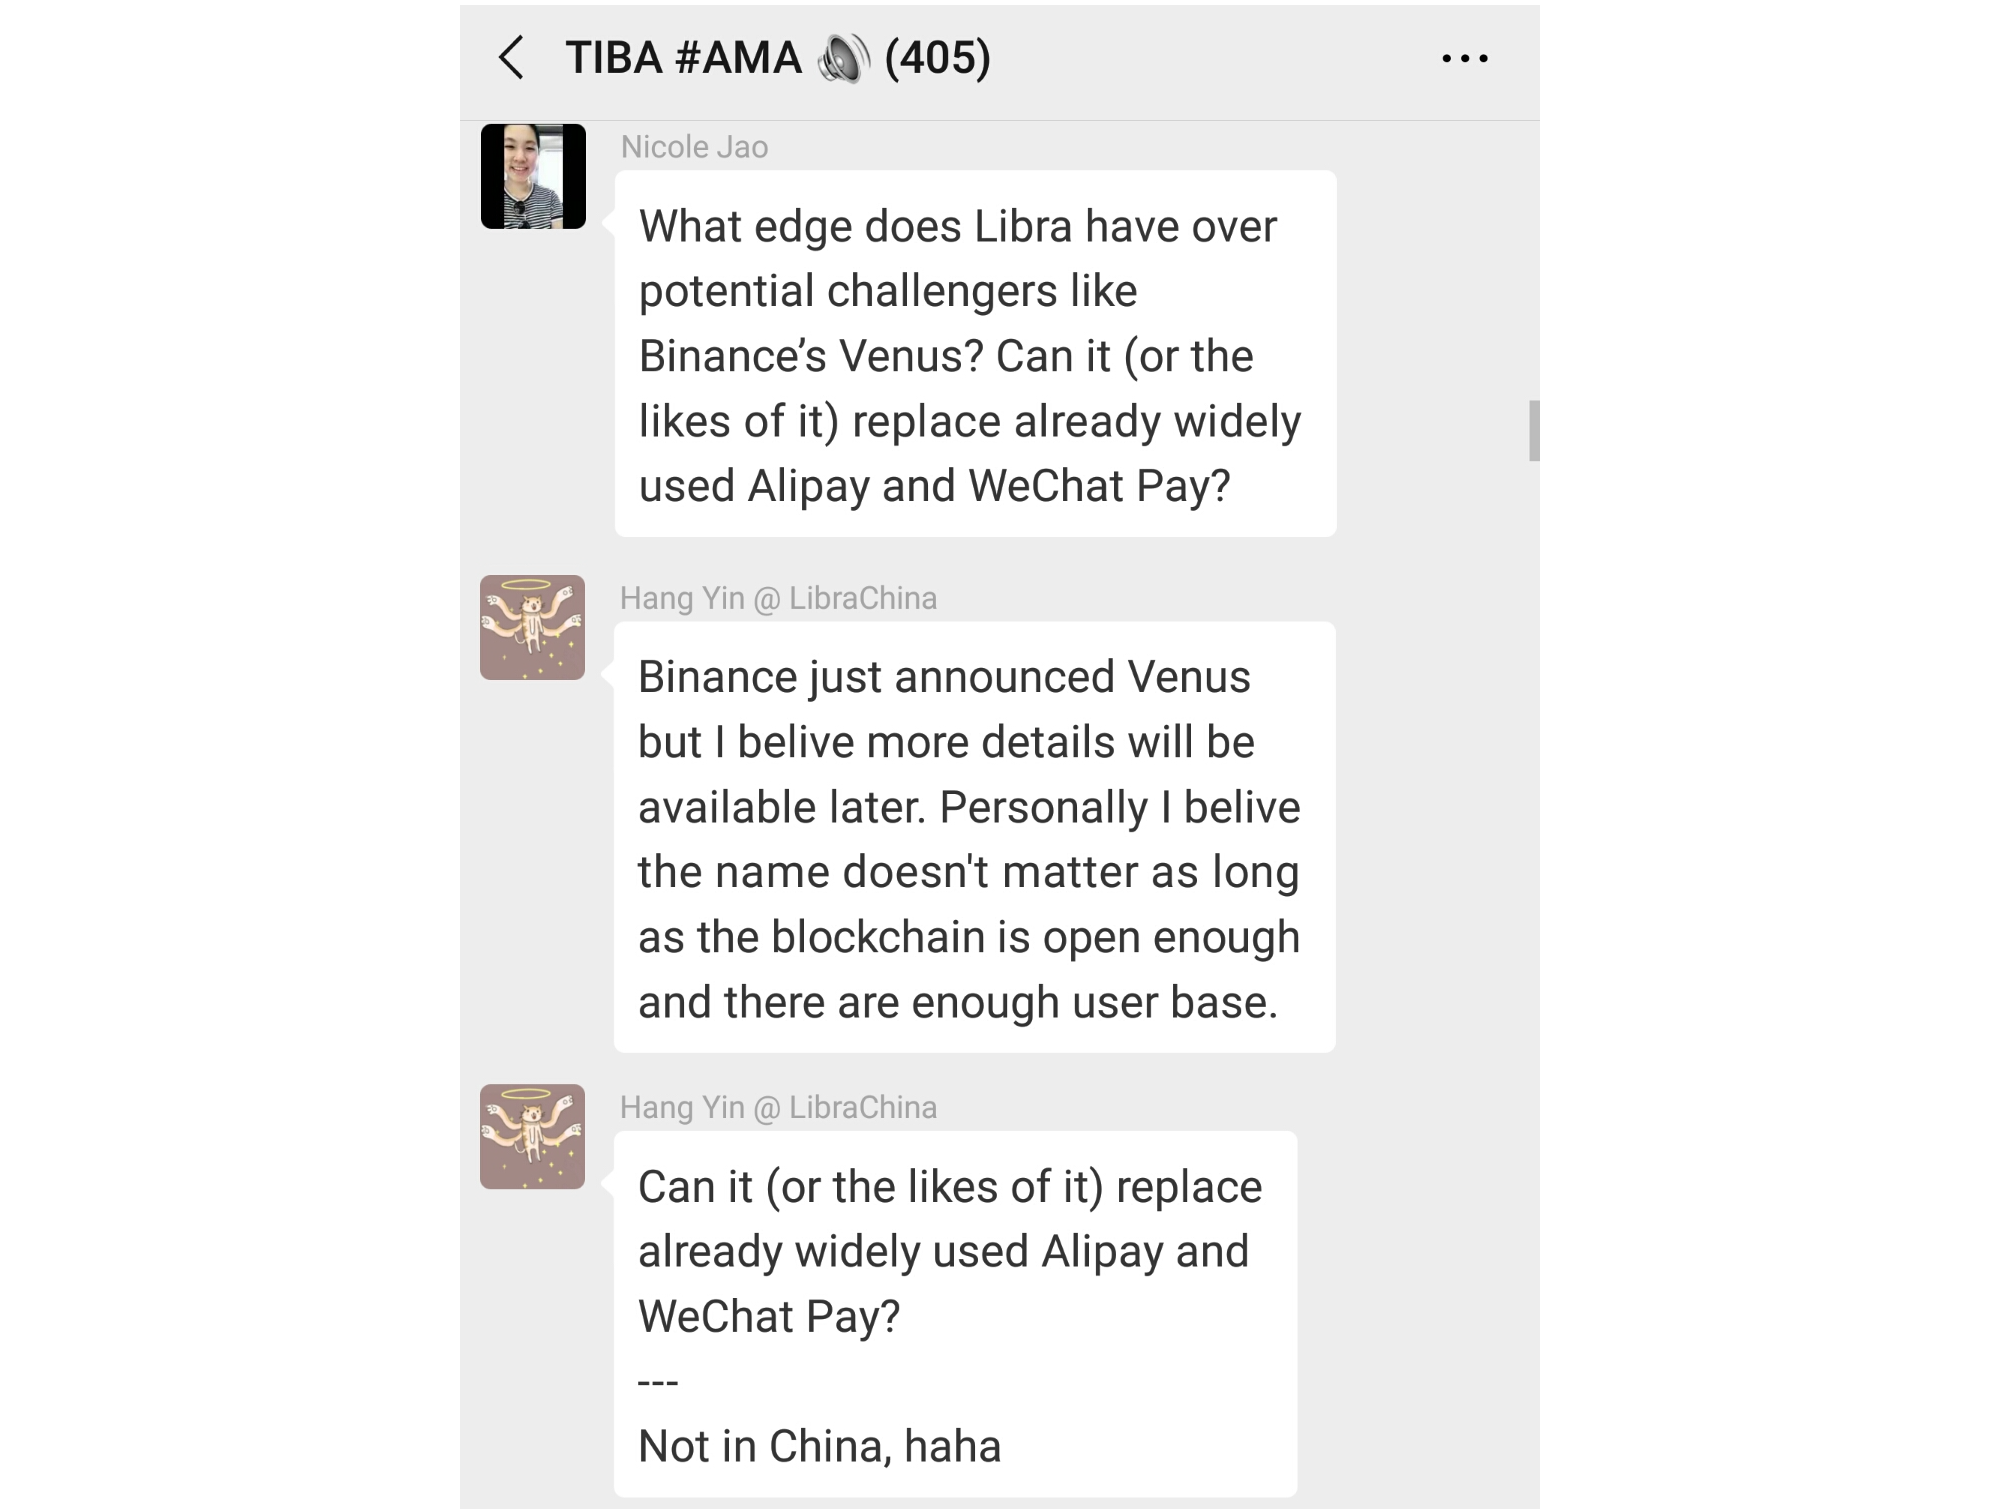 TIBA #AMA 🔊 (405)
Nicole Jao
What edge does Libra have over
potential challengers like
Binance’s Venus? Can it (or the
likes of it) replace already widely
used Alipay and WeChat Pay?
Hang Yin @ LibraChina
Binance just announced Venus
but I belive more details will be
available later. Personally I belive
the name doesn't matter as long
as the blockchain is open enough
and there are enough user base.
Hang Yin @ LibraChina
Can it (or the likes of it) replace
already widely used Alipay and
WeChat Pay?
---
Not in China, haha